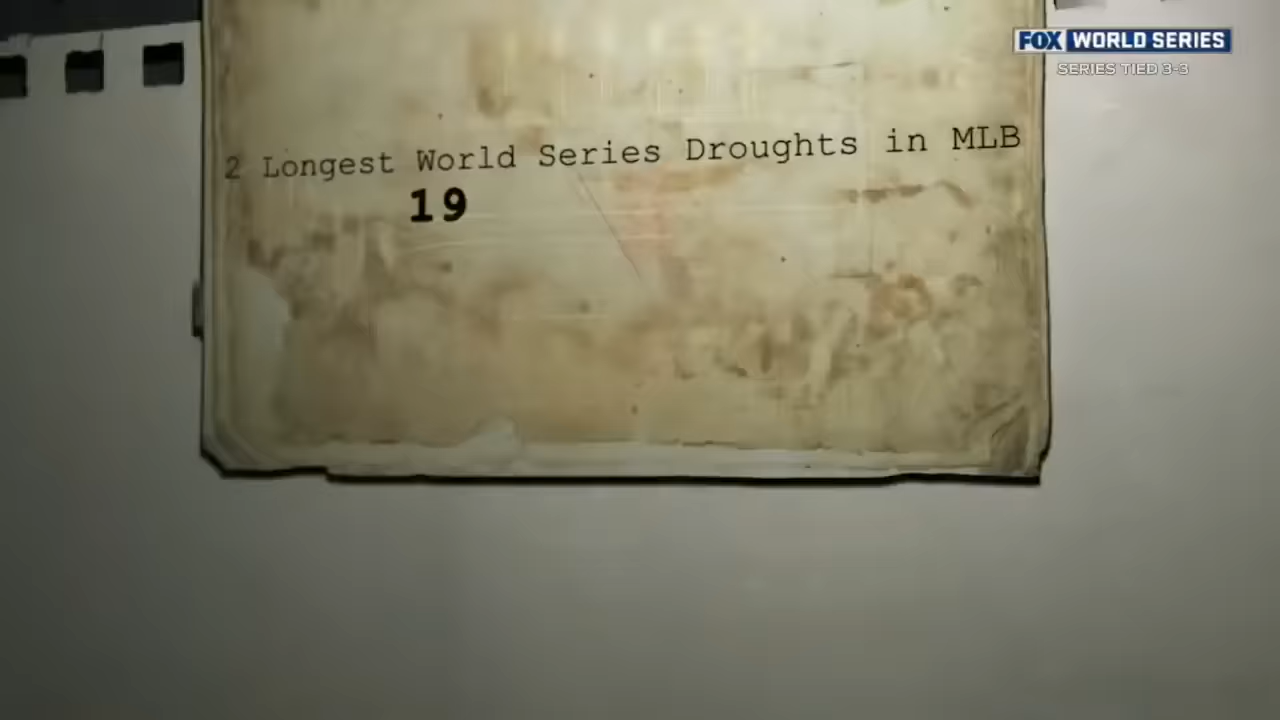 FOX WORLD SERIES
SERIES TIED 3-3
2 Longest World Series Droughts in MLB
19